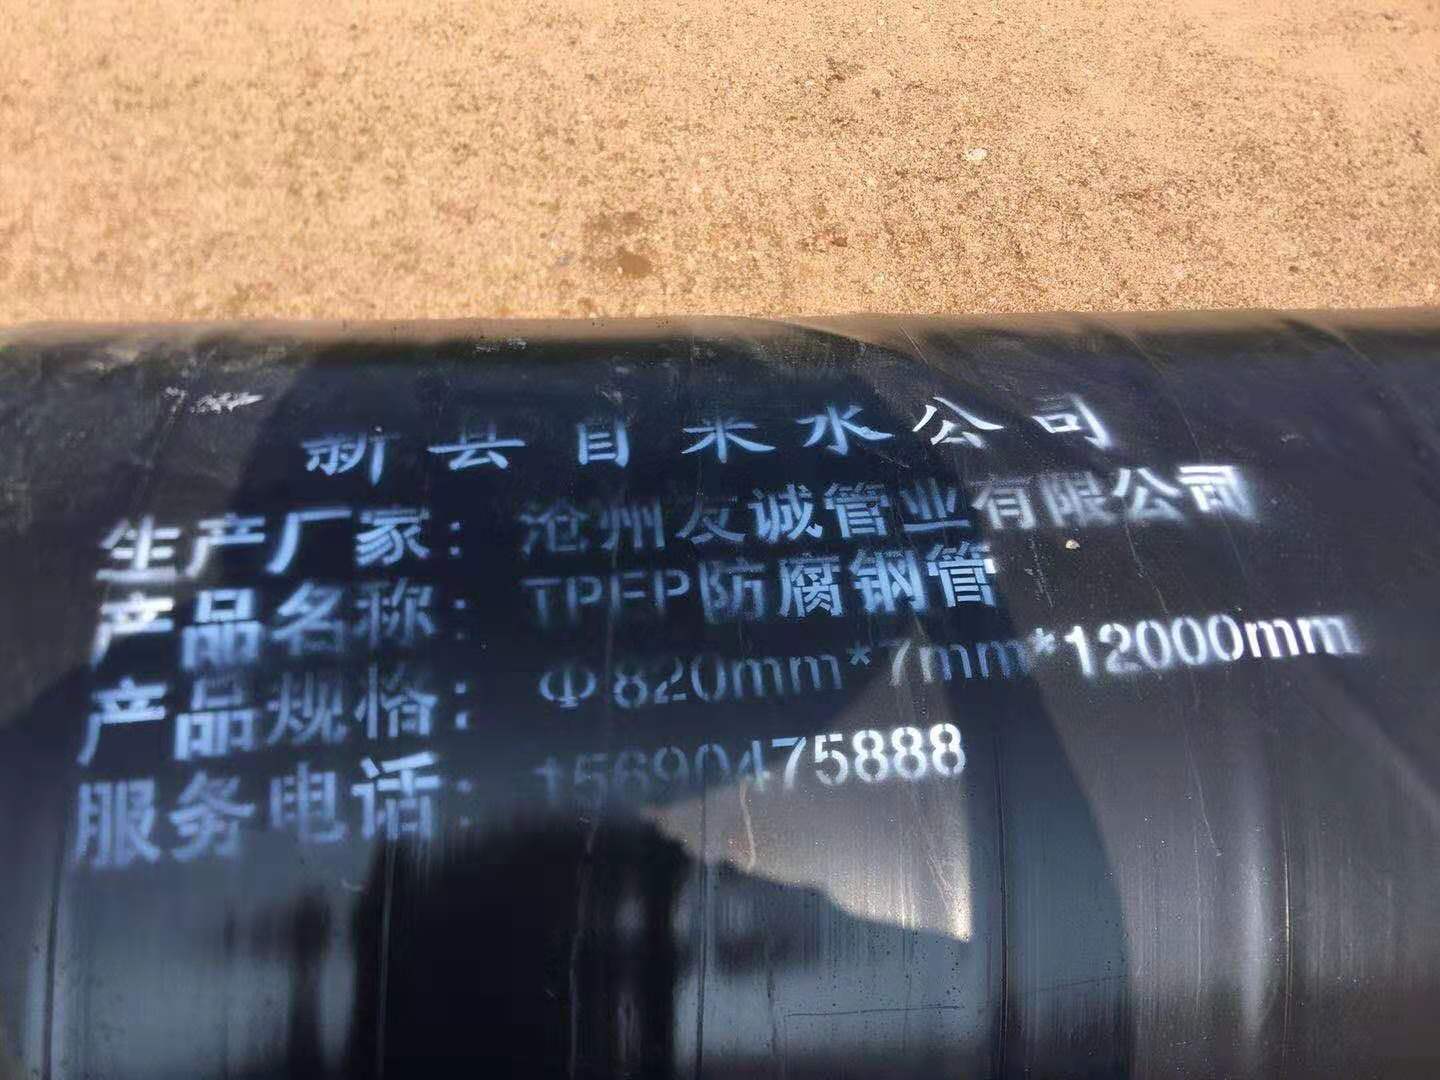 新县自来水公司
生产厂家：沧州友诚管业有限公司
产品名称：TPEP防腐钢管
产品规格：Φ820mm*7mm*12000mm
服务电话：15690475888